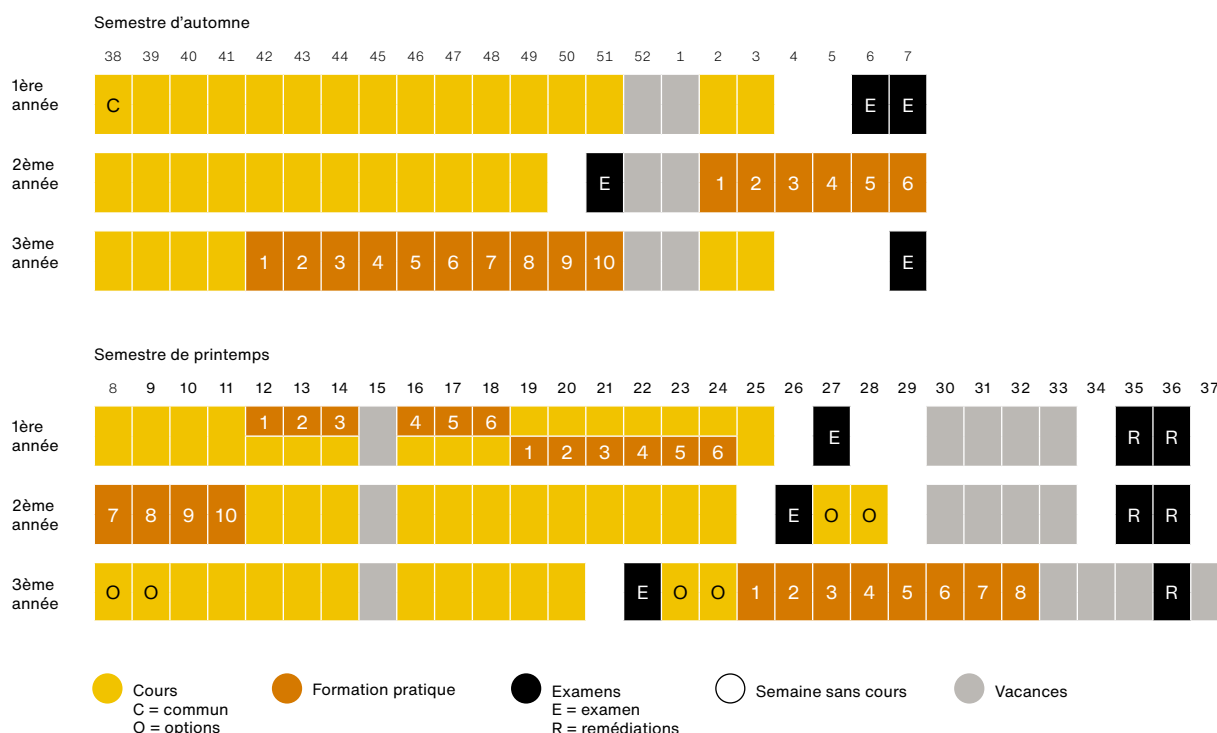 Semestre d'automne
38 39 40 41 42 43 44 45 46 47 48 49 50 51 52 1 2 3 4 5 6 7
1ère
année
C E E
2ème
année
E 1 2 3 4 5 6
3ème
année
1 2 3 4 5 6 7 8 9 10 E
Semestre de printemps
8 9 10 11 12 13 14 15 16 17 18 19 20 21 22 23 24 25 26 27 28 29 30 31 32 33 34 35 36 37
1ère
année
1 2 3 4 5 6
1 2 3 4 5 6
E R R
2ème
année
7 8 9 10 E O O R R
3ème
année
O O E O O 1 2 3 4 5 6 7 8 R
Cours
C = commun
O = options
Formation pratique
Examens
E = examen
R = remédiations
Semaine sans cours
Vacances